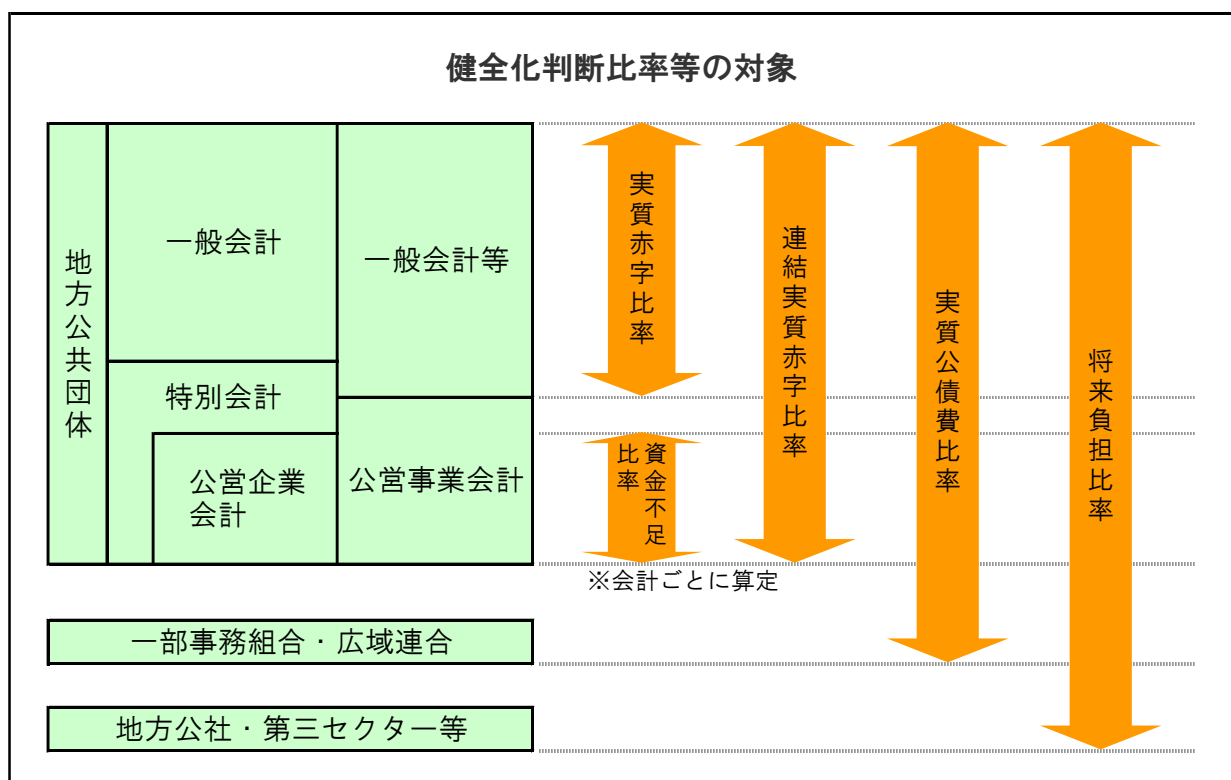 健全化判断比率等の対象
地方公共団体
一般会計
一般会計等
特別会計
公営企業
会計
公営事業会計
実質赤字比率
資金不足
比率
※会計ごとに算定
連結実質赤字比率
実質公債費比率
将来負担比率
一部事務組合・広域連合
地方公社・第三セクター等